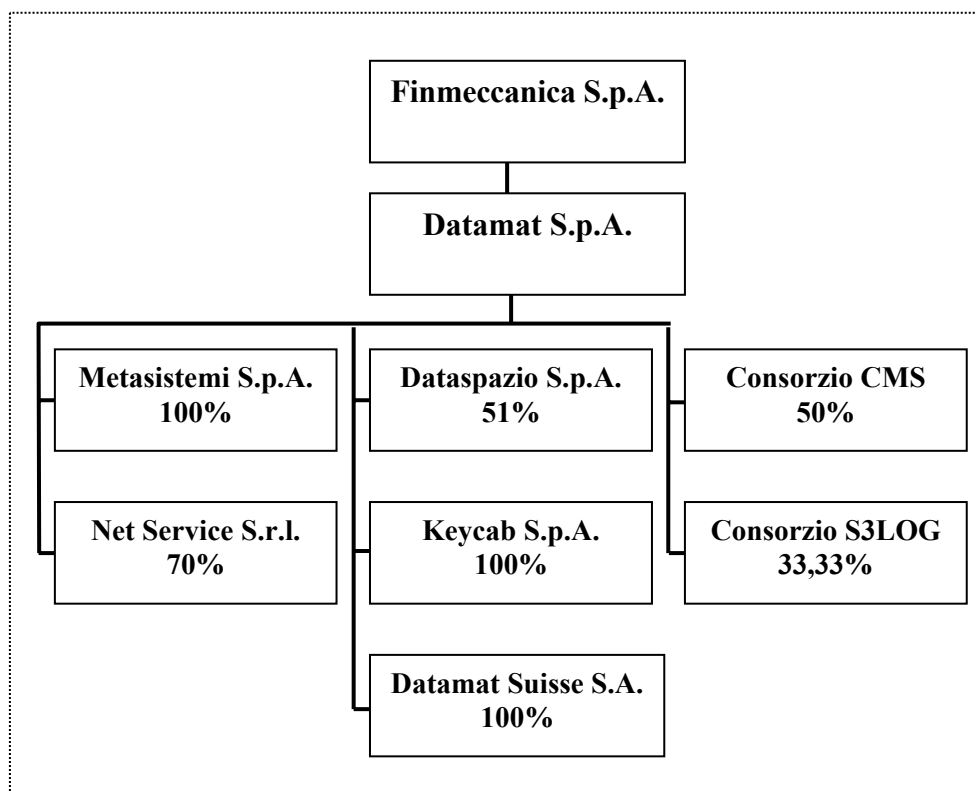 Finmeccanica S.p.A.
Datamat S.p.A.
Metasistemi S.p.A.
100%
Dataspazio S.p.A.
51%
Consorzio CMS
50%
Net Service S.r.l.
70%
Keycab S.p.A.
100%
Consorzio S3LOG
33,33%
Datamat Suisse S.A.
100%